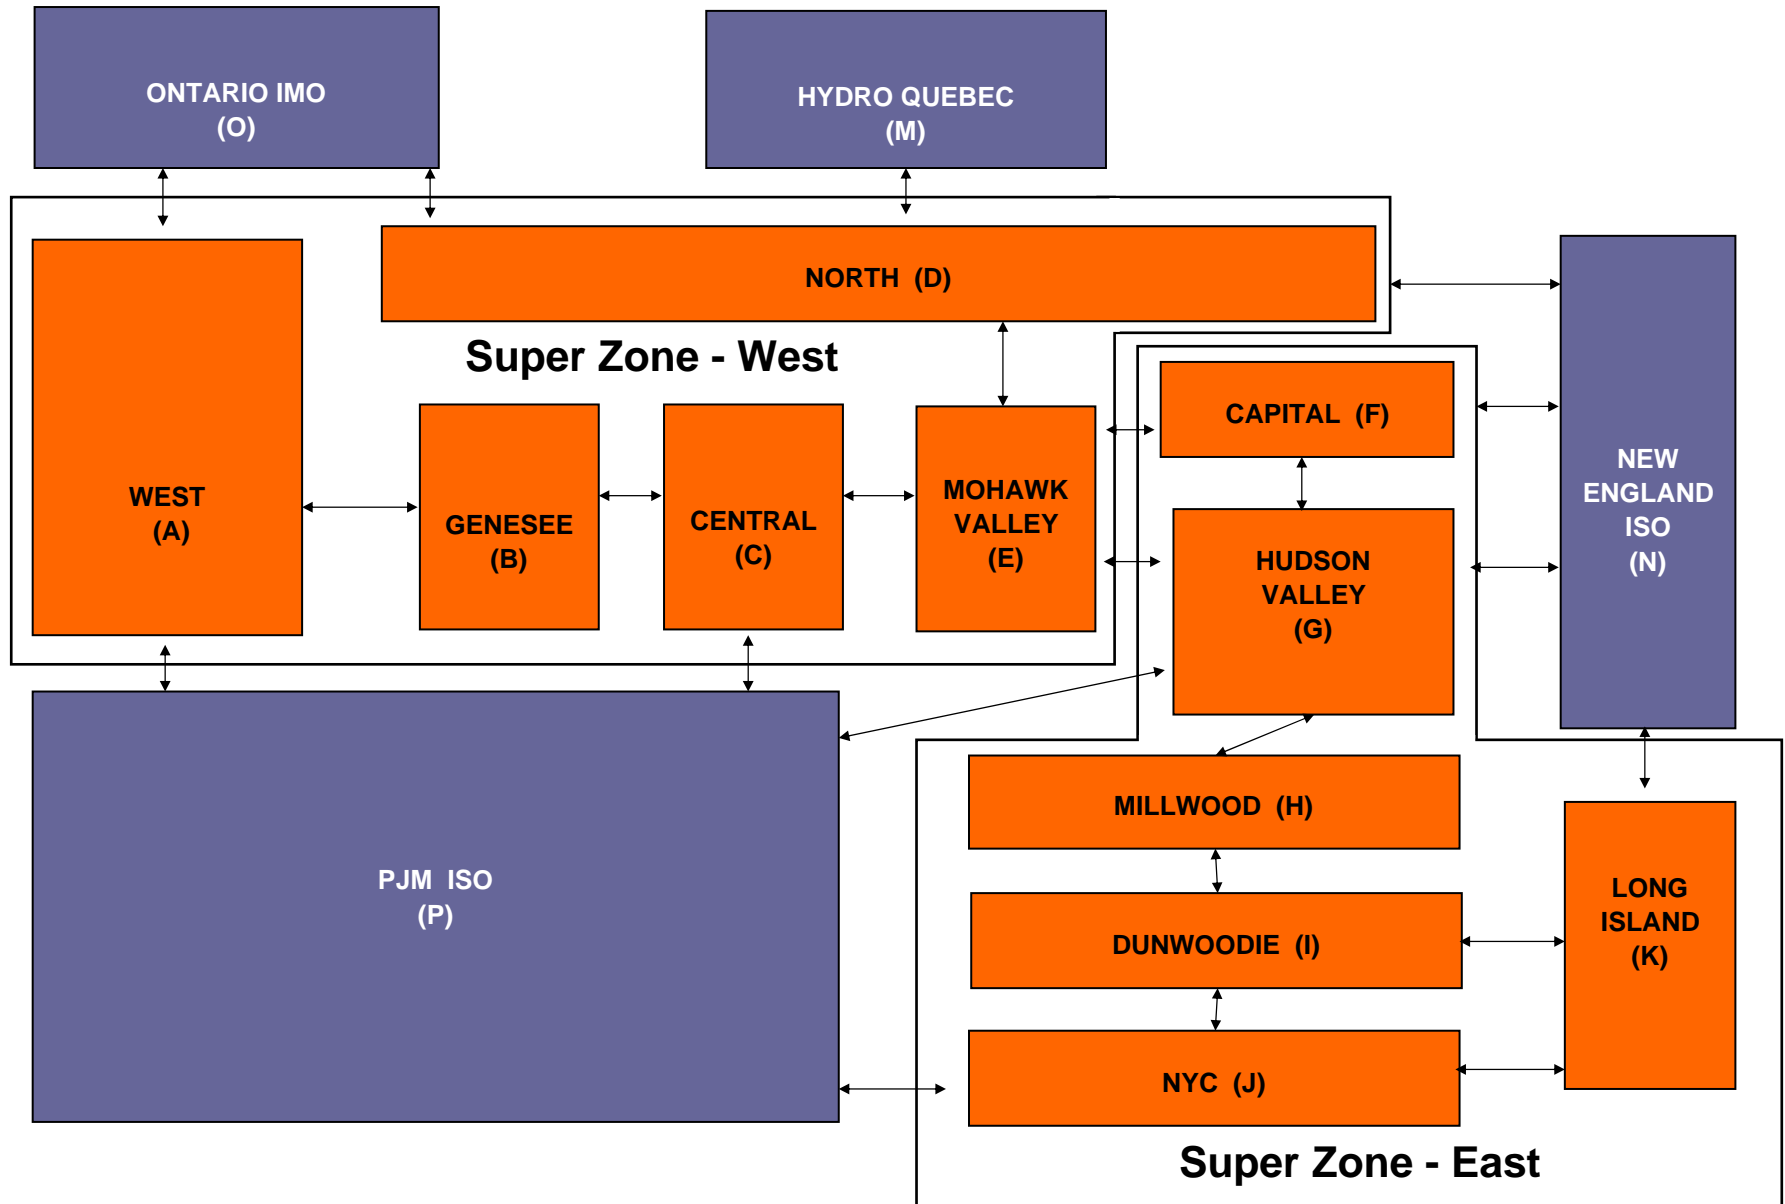 ONTARIO IMO
(O)
HYDRO QUEBEC
(M)
NORTH (D)
Super Zone - West
WEST
(A)
GENESEE
(B)
CENTRAL
(C)
MOHAWK
VALLEY
(E)
CAPITAL (F)
HUDSON
VALLEY
(G)
NEW
ENGLAND
ISO
(N)
PJM ISO
(P)
MILLWOOD (H)
DUNWOODIE (I)
NYC (J)
LONG
ISLAND
(K)
Super Zone - East